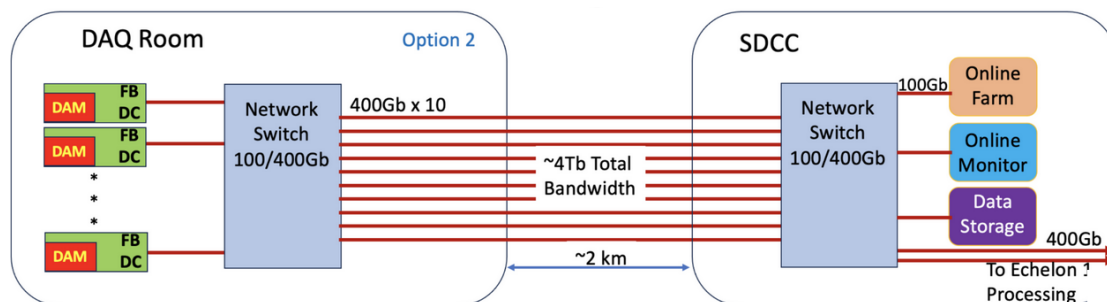 DAQ Room
Option 2
SDCC
FB
DAM
DC
FB
DAM
DC
*
*
*
FB
DAM
DC
Network
Switch
100/400Gb
400Gb x 10
~4Tb Total
Bandwidth
~2 km
Network
Switch
100/400Gb
100Gb
Online
Farm
Online
Monitor
Data
Storage
400Gb
To Echelon 1
Processing